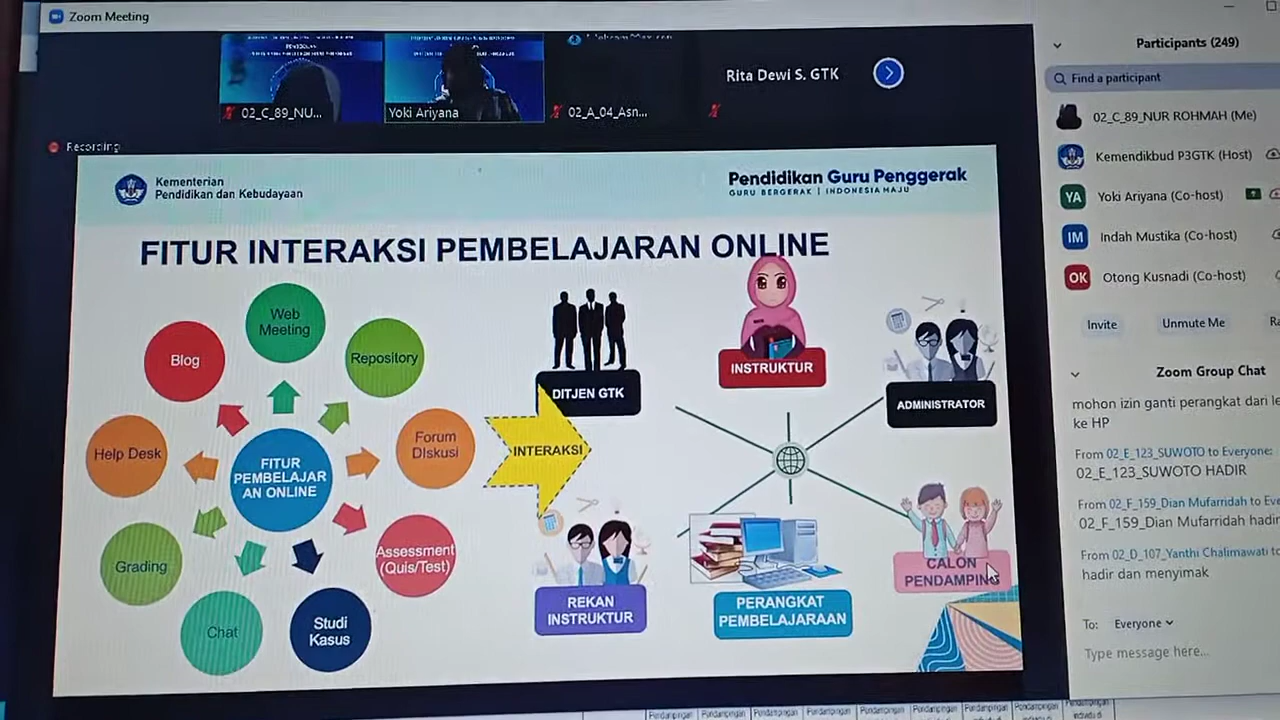 Zoom Meeting
02_C_89_NU...
Yoki Ariyana
02_A_04_Asn...
Rita Dewi S. GTK
Recording
Kementerian
Pendidikan dan Kebudayaan
Pendidikan Guru Penggerak
GURU BERGERAK | INDONESIA MAJU
FITUR INTERAKSI PEMBELAJARAN ONLINE
Web
Meeting
Blog
Repository
Help Desk
FITUR
PEMBELAJAR
AN ONLINE
Forum
DIskusi
Grading
Assessment
(Quis/Test)
Chat
Studi
Kasus
INTERAKSI
DITJEN GTK
INSTRUKTUR
ADMINISTRATOR
REKAN
INSTRUKTUR
PERANGKAT
PEMBELAJARAAN
CALON
PENDAMPING
Participants (249)
Find a participant
02_C_89_NUR ROHMAH (Me)
Kemendikbud P3GTK (Host)
YA
Yoki Ariyana (Co-host)
IM
Indah Mustika (Co-host)
OK
Otong Kusnadi (Co-host)
Invite
Unmute Me
Zoom Group Chat
mohon izin ganti perangkat dari le
ke HP
From 02_E_123_SUWOTO to Everyone:
02_E_123_SUWOTO HADIR
From 02_F_159_Dian Mufarridah to Eve
02_F_159_Dian Mufarridah hadir
From 02_D_107_Yanthi Chalimawati to
hadir dan menyimak
To: Everyone
Type message here...